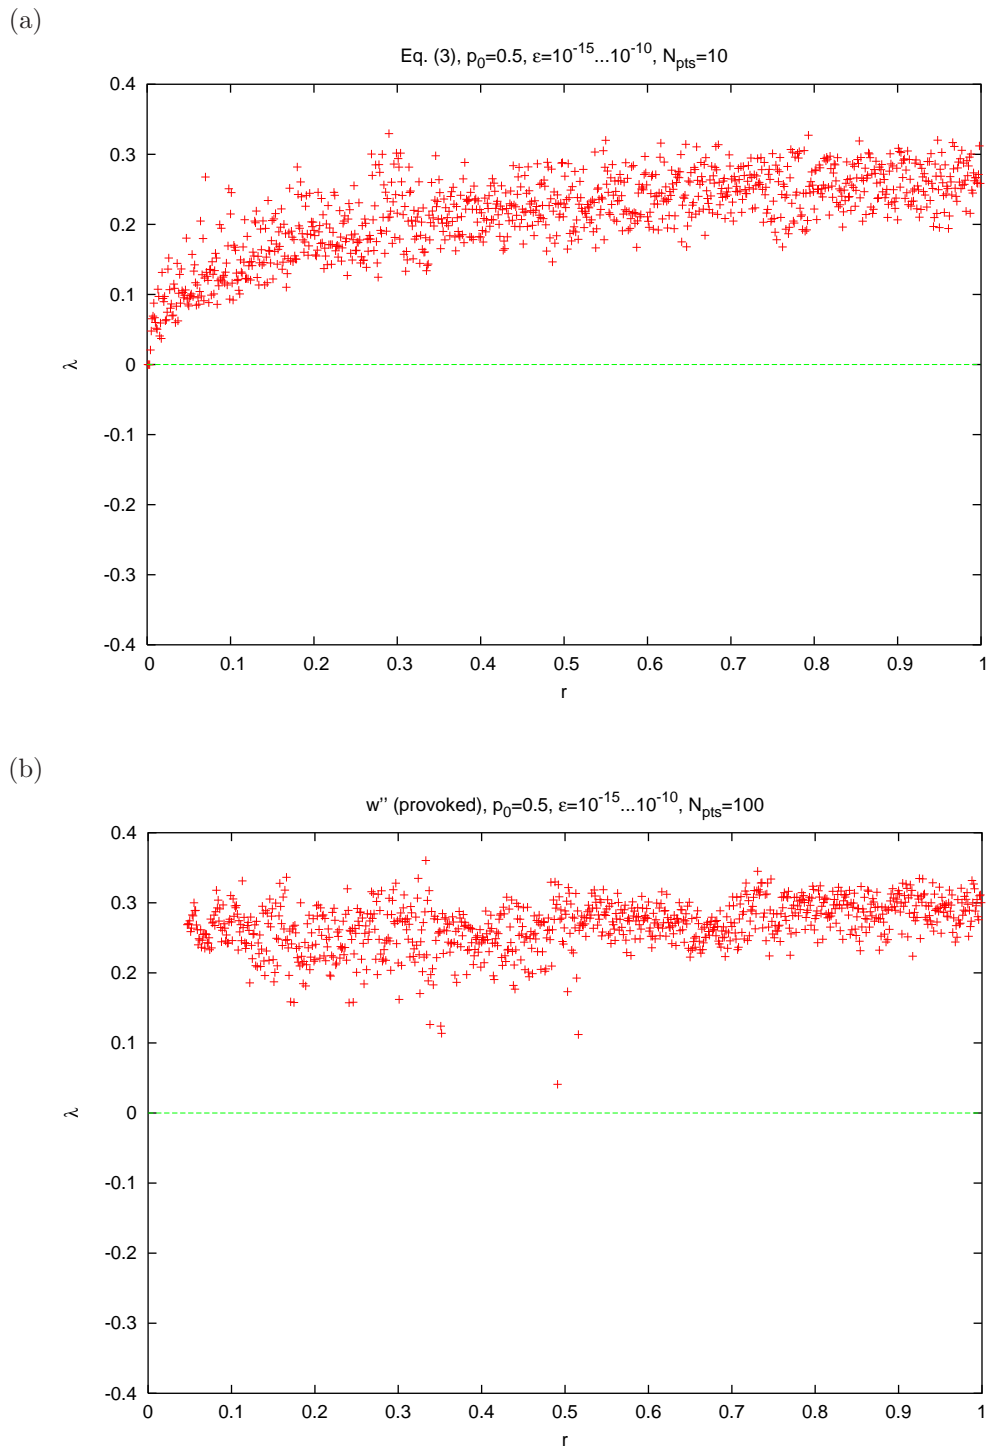 (a)
Eq. (3), p₀=0.5, ε=10⁻¹⁵...10⁻¹⁰, Nₚₜₛ=10
0.4
0.3
0.2
0.1
0
-0.1
-0.2
-0.3
-0.4
λ
0 0.1 0.2 0.3 0.4 0.5 0.6 0.7 0.8 0.9 1
r
(b)
w'' (provoked), p₀=0.5, ε=10⁻¹⁵...10⁻¹⁰, Nₚₜₛ=100
0.4
0.3
0.2
0.1
0
-0.1
-0.2
-0.3
-0.4
λ
0 0.1 0.2 0.3 0.4 0.5 0.6 0.7 0.8 0.9 1
r